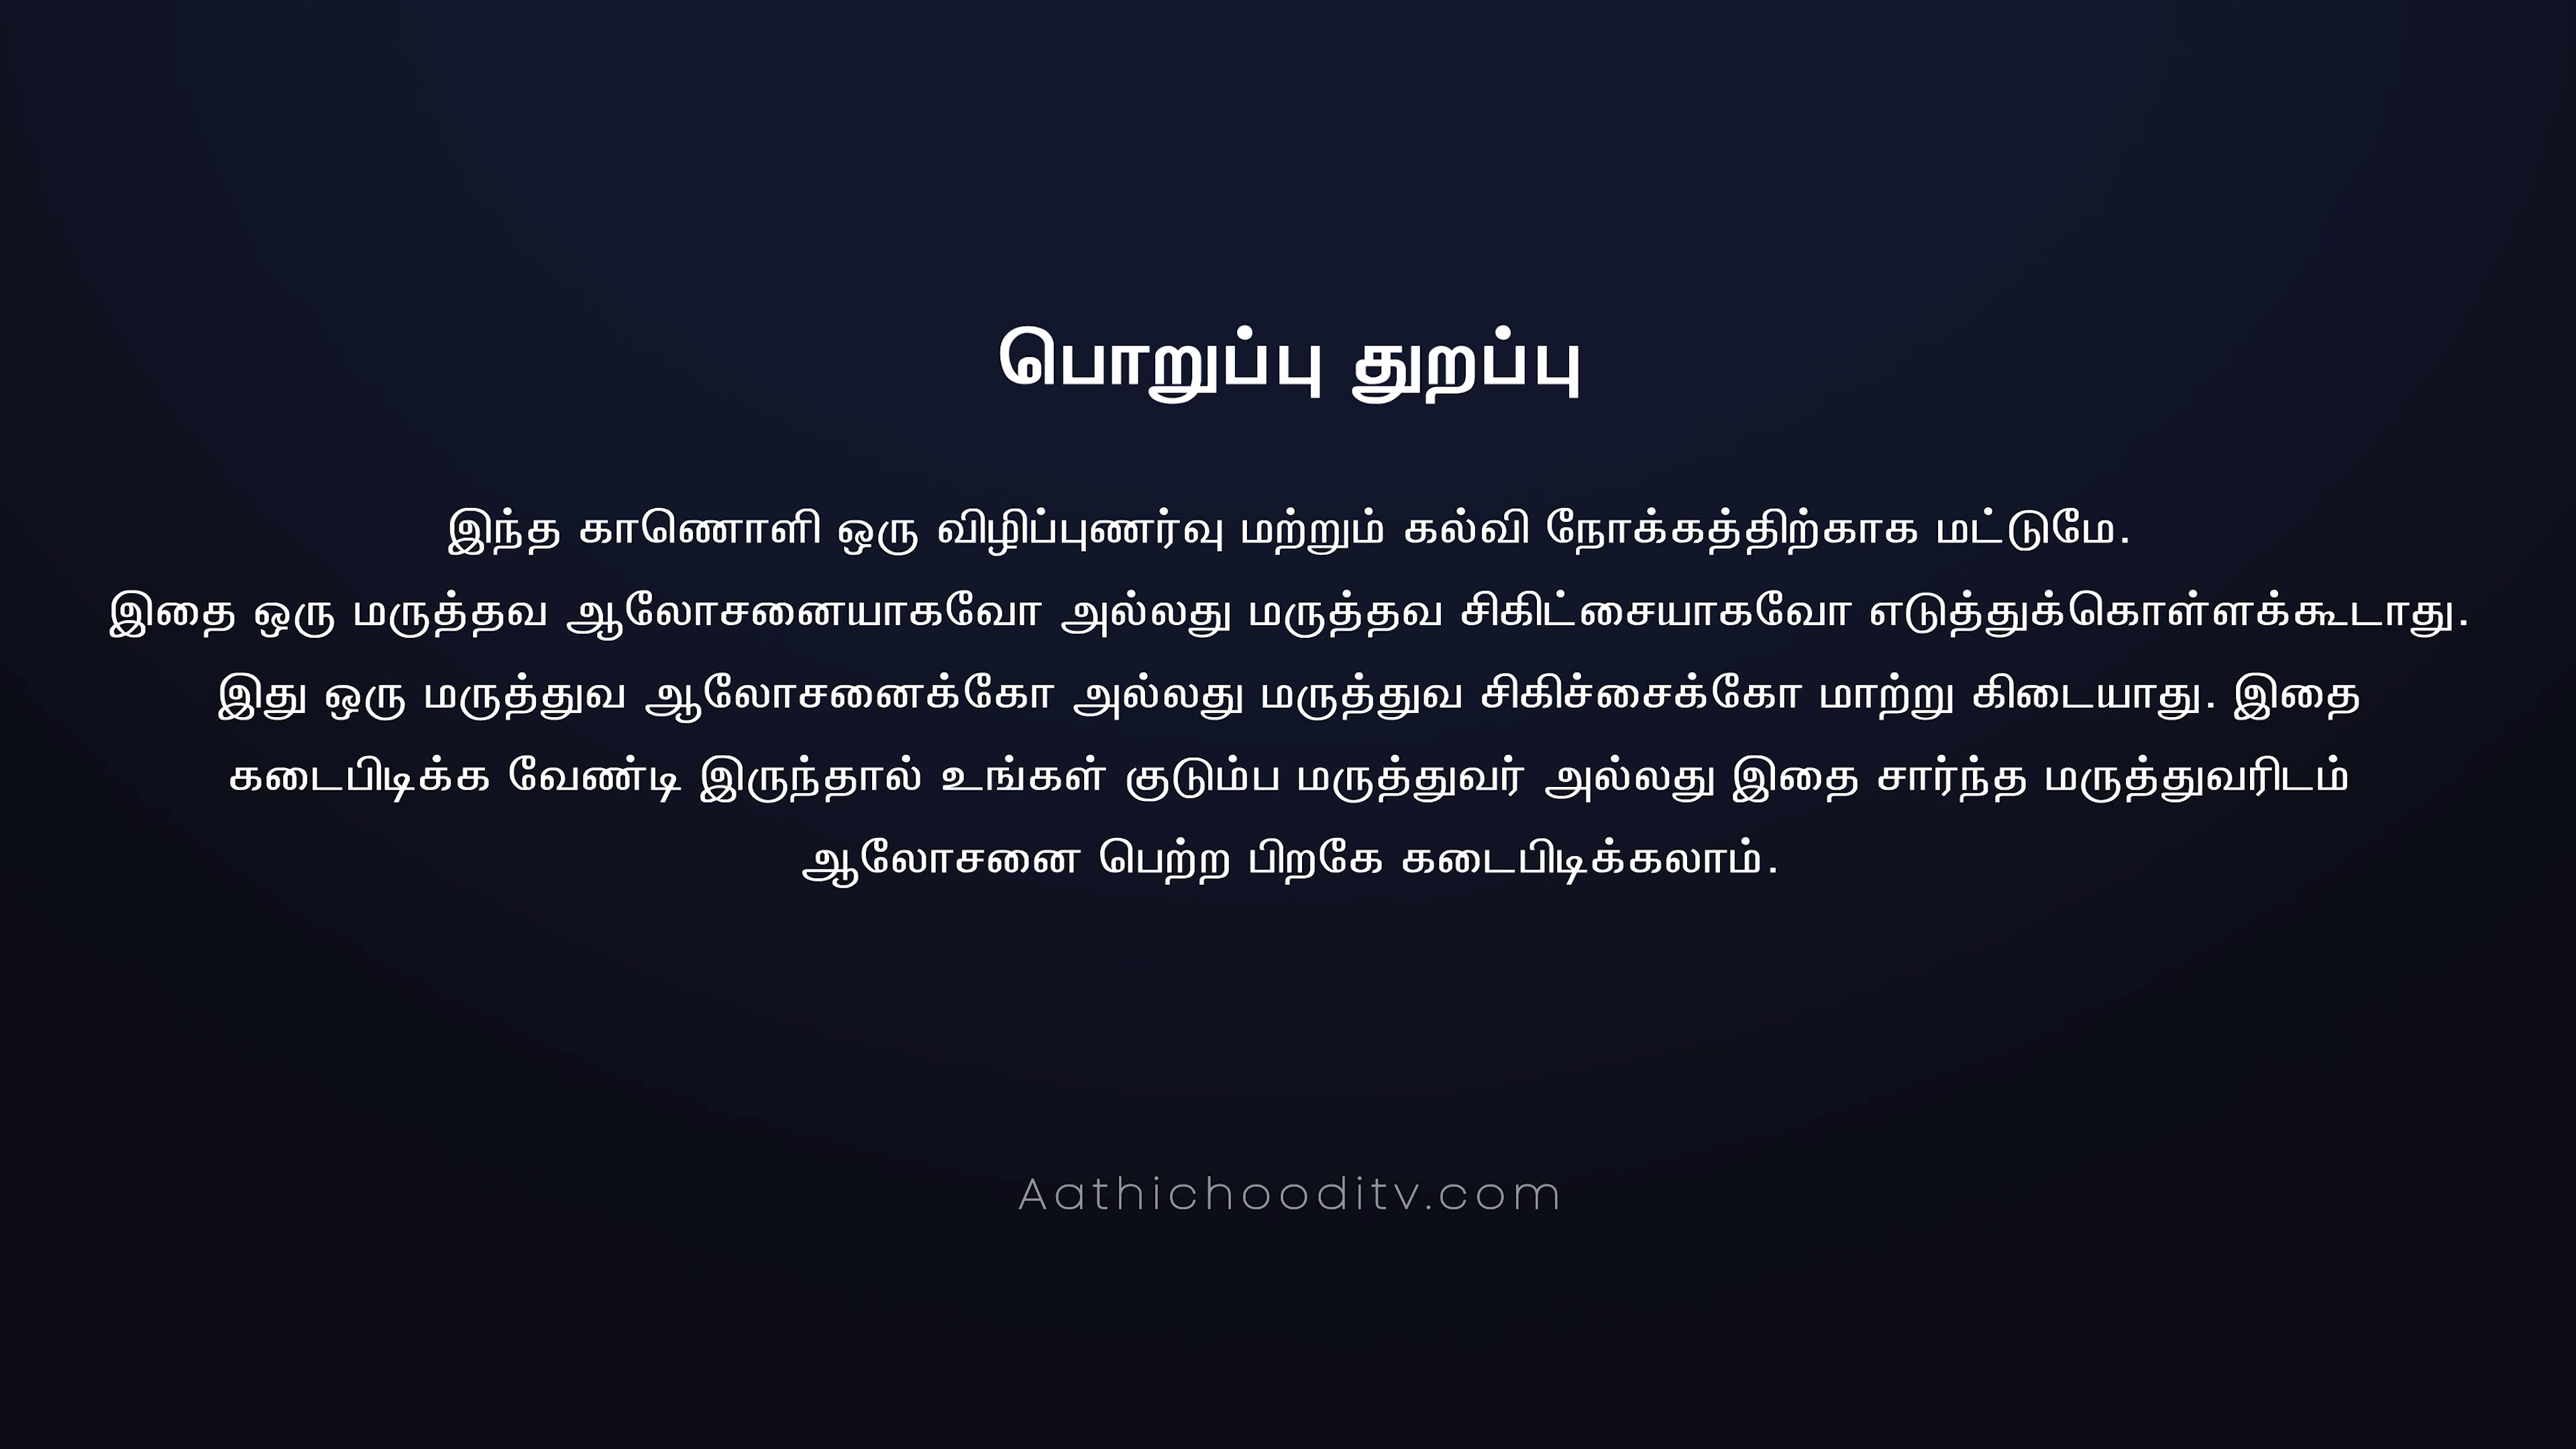 பொறுப்பு துறப்பு
இந்த காணொளி ஒரு விழிப்புணர்வு மற்றும் கல்வி நோக்கத்திற்காக மட்டுமே.
இதை ஒரு மருத்தவ ஆலோசனையாகவோ அல்லது மருத்தவ சிகிட்சையாகவோ எடுத்துக்கொள்ளக்கூடாது.
இது ஒரு மருத்துவ ஆலோசனைக்கோ அல்லது மருத்துவ சிகிச்சைக்கோ மாற்று கிடையாது. இதை
கடைபிடிக்க வேண்டி இருந்தால் உங்கள் குடும்ப மருத்துவர் அல்லது இதை சார்ந்த மருத்துவரிடம்
ஆலோசனை பெற்ற பிறகே கடைபிடிக்கலாம்.
Aathichooditv.com